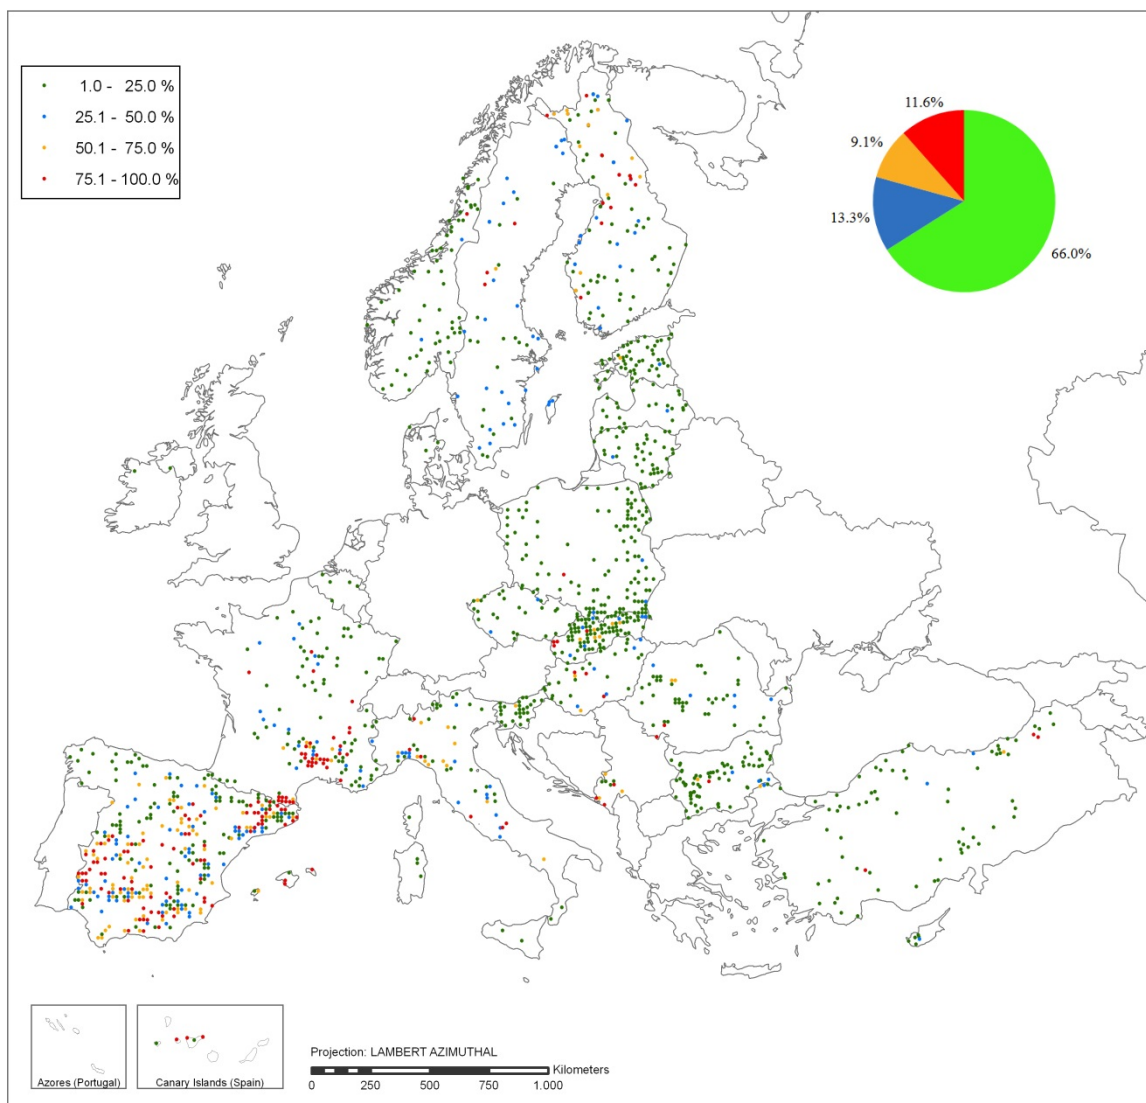 1.0 - 25.0 %
25.1 - 50.0 %
50.1 - 75.0 %
75.1 - 100.0 %
11.6%
9.1%
13.3%
66.0%
Azores (Portugal)
Canary Islands (Spain)
Projection: LAMBERT AZIMUTHAL
Kilometers
0 250 500 750 1.000